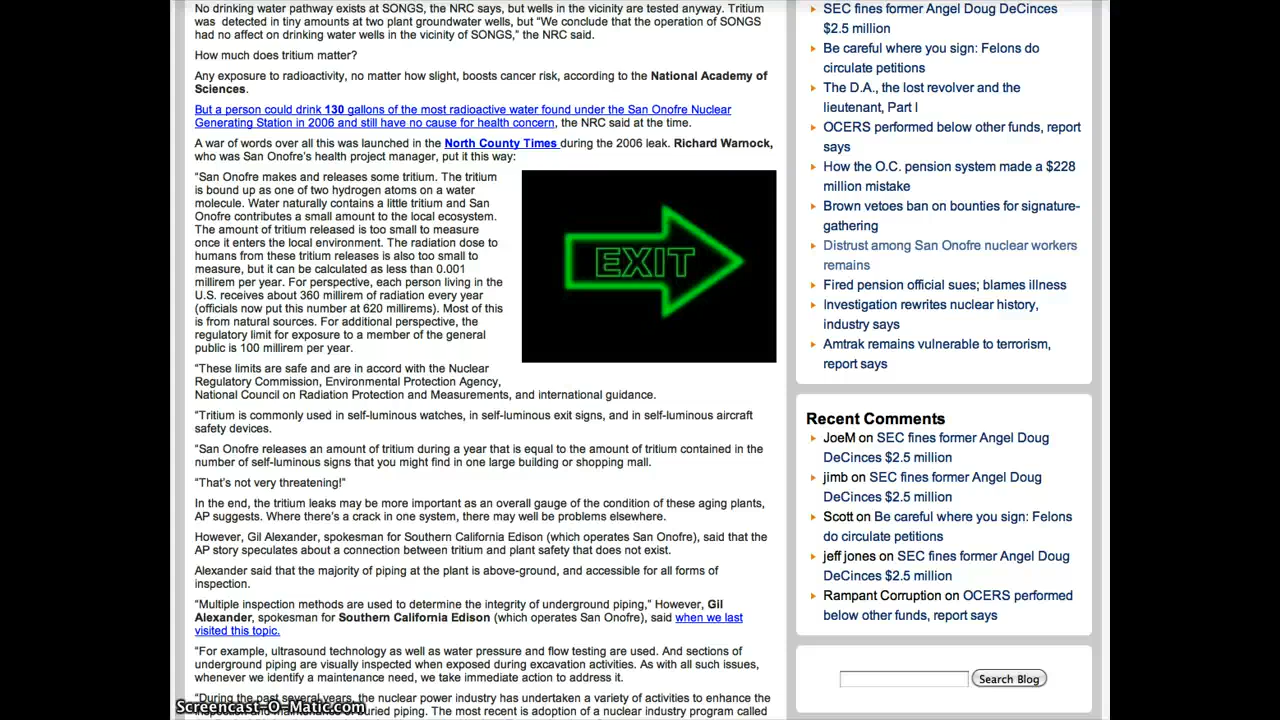 No drinking water pathway exists at SONGS, the NRC says, but wells in the vicinity are tested anyway. Tritium
was  detected in tiny amounts at two plant groundwater wells, but “We conclude that the operation of SONGS
had no affect on drinking water wells in the vicinity of SONGS,” the NRC said.
How much does tritium matter?
Any exposure to radioactivity, no matter how slight, boosts cancer risk, according to the National Academy of
Sciences.
But a person could drink 130 gallons of the most radioactive water found under the San Onofre Nuclear
Generating Station in 2006 and still have no cause for health concern, the NRC said at the time.
A war of words over all this was launched in the North County Times during the 2006 leak. Richard Warnock,
who was San Onofre’s health project manager, put it this way:
“San Onofre makes and releases some tritium. The tritium
is bound up as one of two hydrogen atoms on a water
molecule. Water naturally contains a little tritium and San
Onofre contributes a small amount to the local ecosystem.
The amount of tritium released is too small to measure
once it enters the local environment. The radiation dose to
humans from these tritium releases is also too small to
measure, but it can be calculated as less than 0.001
millirem per year. For perspective, each person living in the
U.S. receives about 360 millirem of radiation every year
(officials now put this number at 620 millirems). Most of this
is from natural sources. For additional perspective, the
regulatory limit for exposure to a member of the general
public is 100 millirem per year.
EXIT
“These limits are safe and are in accord with the Nuclear
Regulatory Commission, Environmental Protection Agency,
National Council on Radiation Protection and Measurements, and international guidance.
“Tritium is commonly used in self-luminous watches, in self-luminous exit signs, and in self-luminous aircraft
safety devices.
“San Onofre releases an amount of tritium during a year that is equal to the amount of tritium contained in the
number of self-luminous signs that you might find in one large building or shopping mall.
“That’s not very threatening!”
In the end, the tritium leaks may be more important as an overall gauge of the condition of these aging plants,
AP suggests. Where there’s a crack in one system, there may well be problems elsewhere.
However, Gil Alexander, spokesman for Southern California Edison (which operates San Onofre), said that the
AP story speculates about a connection between tritium and plant safety that does not exist.
Alexander said that the majority of piping at the plant is above-ground, and accessible for all forms of
inspection.
“Multiple inspection methods are used to determine the integrity of underground piping,” However, Gil
Alexander, spokesman for Southern California Edison (which operates San Onofre), said when we last
visited this topic.
“For example, ultrasound technology as well as water pressure and flow testing are used. And sections of
underground piping are visually inspected when exposed during excavation activities. As with all such issues,
whenever we identify a maintenance need, we take immediate action to address it.
“During the past several years, the nuclear power industry has undertaken a variety of activities to enhance the
buried piping. The most recent is adoption of a nuclear industry program called
Screencast-O-Matic.com
SEC fines former Angel Doug DeCinces
$2.5 million
Be careful where you sign: Felons do
circulate petitions
The D.A., the lost revolver and the
lieutenant, Part I
OCERS performed below other funds, report
says
How the O.C. pension system made a $228
million mistake
Brown vetoes ban on bounties for signature-
gathering
Distrust among San Onofre nuclear workers
remains
Fired pension official sues; blames illness
Investigation rewrites nuclear history,
industry says
Amtrak remains vulnerable to terrorism,
report says
Recent Comments
JoeM on SEC fines former Angel Doug
DeCinces $2.5 million
jimb on SEC fines former Angel Doug
DeCinces $2.5 million
Scott on Be careful where you sign: Felons
do circulate petitions
jeff jones on SEC fines former Angel Doug
DeCinces $2.5 million
Rampant Corruption on OCERS performed
below other funds, report says
Search Blog